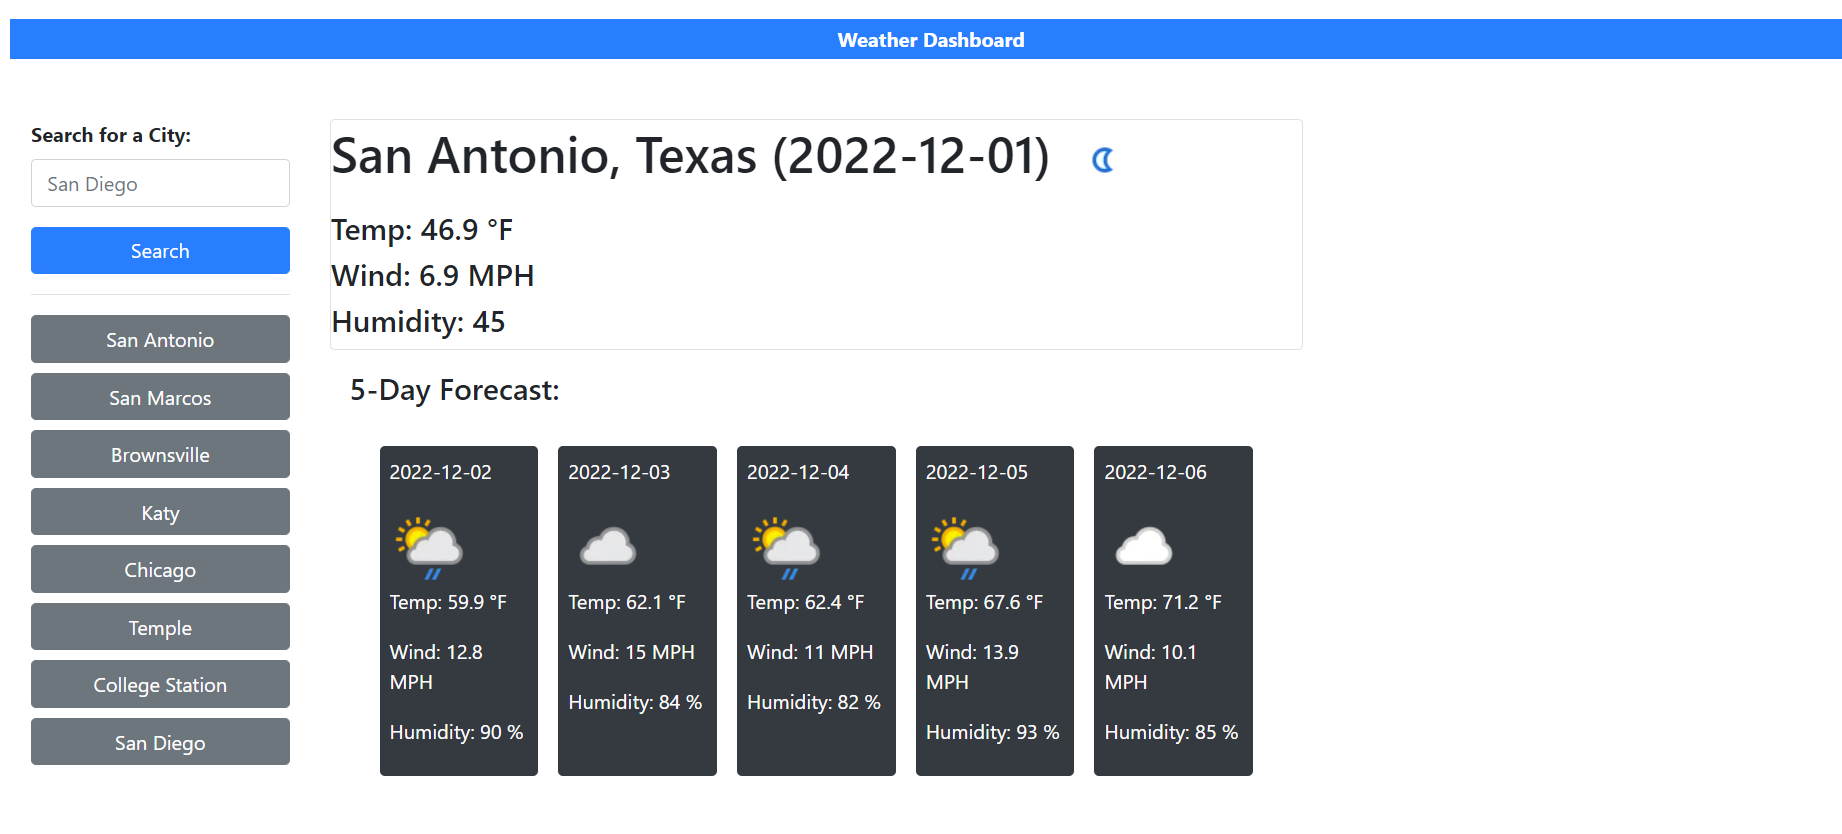 Weather Dashboard
Search for a City:
San Diego
Search
San Antonio
San Marcos
Brownsville
Katy
Chicago
Temple
College Station
San Diego
San Antonio, Texas (2022-12-01)
Temp: 46.9 °F
Wind: 6.9 MPH
Humidity: 45
5-Day Forecast:
2022-12-02
Temp: 59.9 °F
Wind: 12.8
MPH
Humidity: 90 %
2022-12-03
Temp: 62.1 °F
Wind: 15 MPH
Humidity: 84 %
2022-12-04
Temp: 62.4 °F
Wind: 11 MPH
Humidity: 82 %
2022-12-05
Temp: 67.6 °F
Wind: 13.9
MPH
Humidity: 93 %
2022-12-06
Temp: 71.2 °F
Wind: 10.1
MPH
Humidity: 85 %